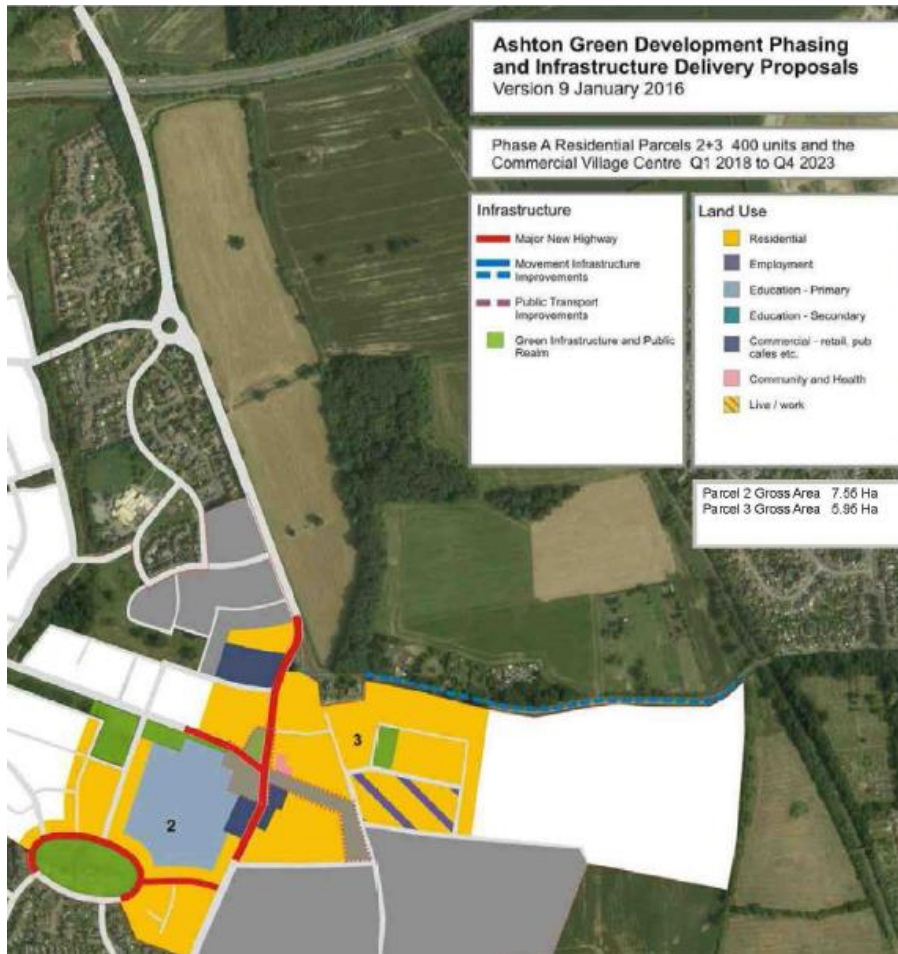 Ashton Green Development Phasing
and Infrastructure Delivery Proposals
Version 9 January 2016
Phase A Residential Parcels 2+3 400 units and the
Commercial Village Centre Q1 2018 to Q4 2023
Infrastructure
Major New Highway
Movement Infrastructure
Improvements
Public Transport
Improvements
Green Infrastructure and Public
Realm
Land Use
Residential
Employment
Education - Primary
Education - Secondary
Commercial - retail, pub
cafes etc.
Community and Health
Live / work
Parcel 2 Gross Area 7.56 Ha
Parcel 3 Gross Area 5.95 Ha
3
2